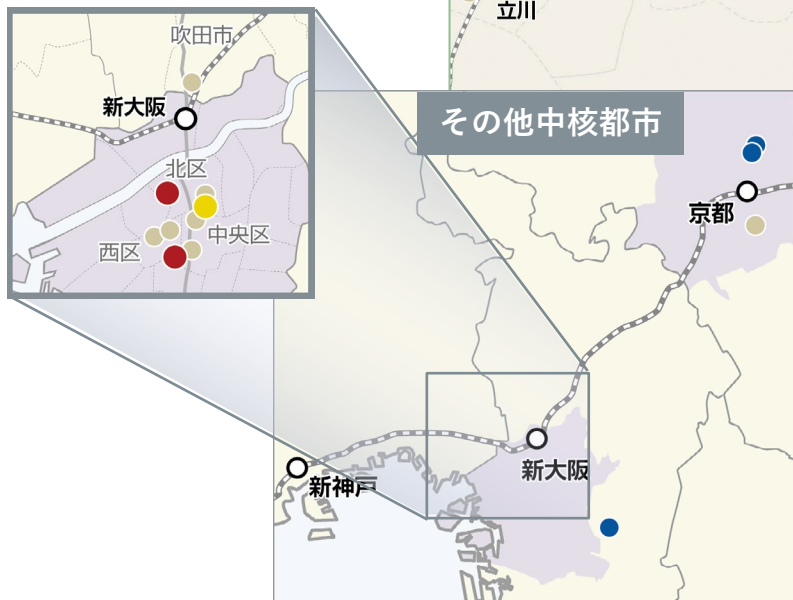 立川
吹田市
新大阪
その他中核都市
北区
京都
中央区
西区
新大阪
新神戸